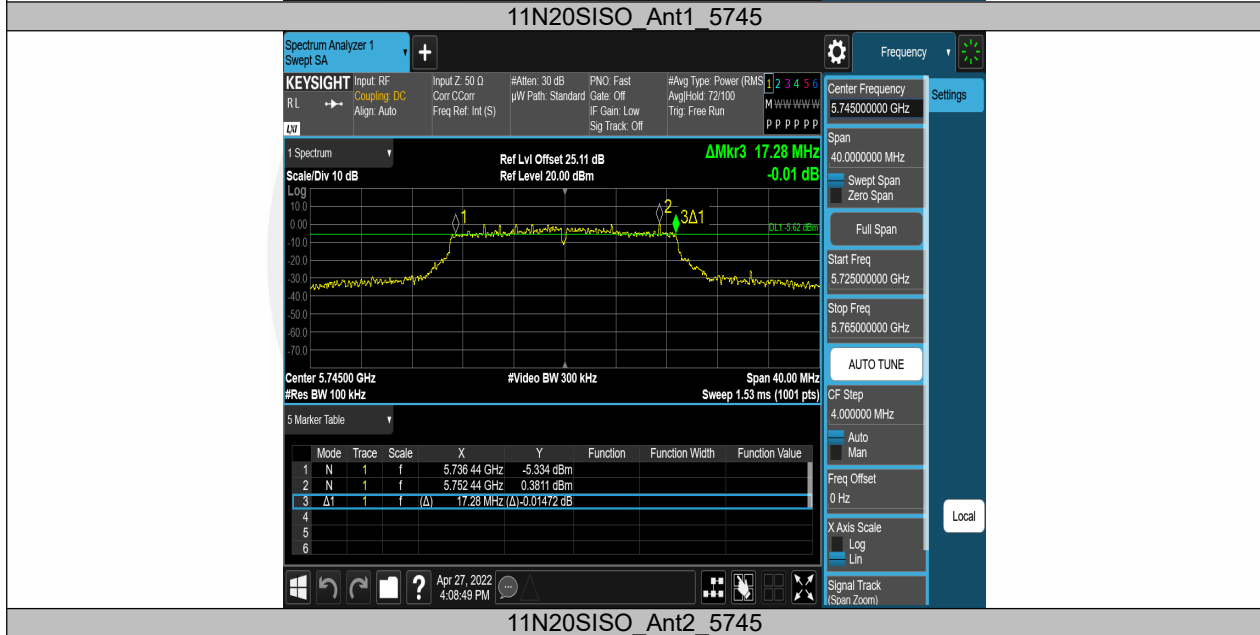 11N20SISO_Ant1_5745
Spectrum Analyzer 1
Swept SA
+
Frequency
KEYSIGHT
RL
LXI
Input: RF
Coupling: DC
Align: Auto
Input Z: 50 Ω
Corr CCorr
Freq Ref: Int (S)
#Atten: 30 dB
µW Path: Standard
PNO: Fast
Gate: Off
IF Gain: Low
Sig Track: Off
#Avg Type: Power (RMS
Avg|Hold: 72/100
Trig: Free Run
1 2 3 4 5 6
M W W W W W
P P P P P P
Center Frequency
5.745000000 GHz
Settings
1 Spectrum
Scale/Div 10 dB
Ref Lvl Offset 25.11 dB
Ref Level 20.00 dBm
ΔMkr3 17.28 MHz
-0.01 dB
Log
10.0
0.00
-10.0
-20.0
-30.0
-40.0
-50.0
-60.0
-70.0
1
2
3Δ1
DL1 -5.62 dBm
Center 5.74500 GHz
#Res BW 100 kHz
#Video BW 300 kHz
Span 40.00 MHz
Sweep 1.53 ms (1001 pts)
Span
40.0000000 MHz
Swept Span
Zero Span
Full Span
Start Freq
5.725000000 GHz
Stop Freq
5.765000000 GHz
AUTO TUNE
CF Step
4.000000 MHz
Auto
Man
Freq Offset
0 Hz
X Axis Scale
Log
Lin
Signal Track
(Span Zoom)
Local
5 Marker Table
Mode Trace Scale X Y Function Function Width Function Value
1 N 1 f 5.736 44 GHz -5.334 dBm
2 N 1 f 5.752 44 GHz 0.3811 dBm
3 Δ1 1 f (Δ) 17.28 MHz (Δ) -0.01472 dB
4
5
6
?
Apr 27, 2022
4:08:49 PM
11N20SISO_Ant2_5745